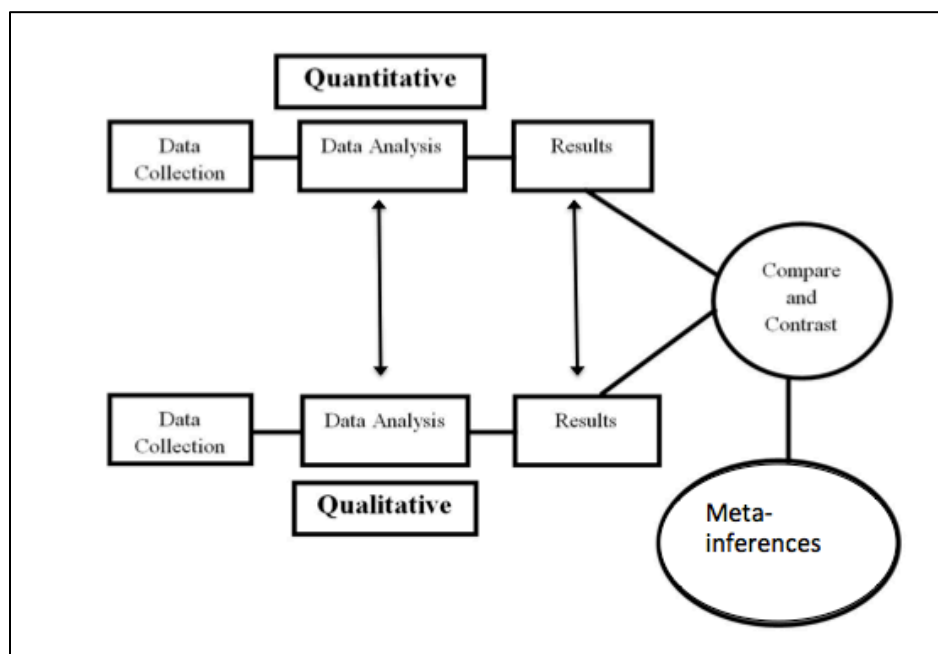 Quantitative
Data
Collection
Data Analysis
Results
Compare
and
Contrast
Data
Collection
Data Analysis
Results
Qualitative
Meta-
inferences